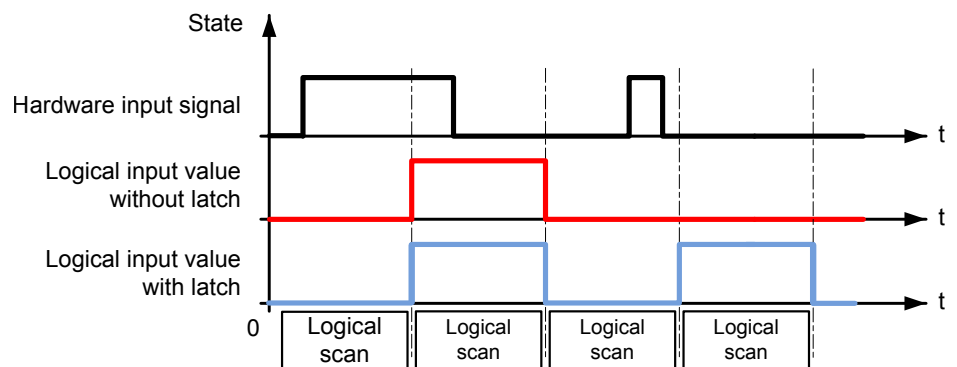 State
Hardware input signal
t
Logical input value
without latch
t
Logical input value
with latch
t
0
Logical
scan
Logical
scan
Logical
scan
Logical
scan